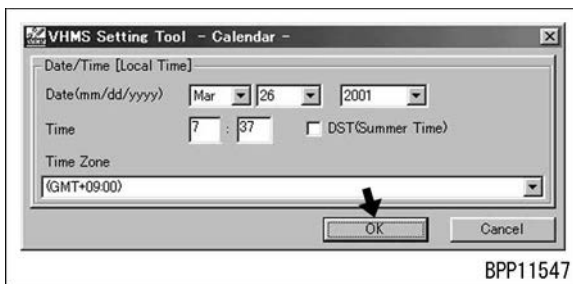 VHMS Setting Tool - Calendar -
Date/Time [Local Time]
Date(mm/dd/yyyy) Mar 26 2001
Time 7 : 37 DST(Summer Time)
Time Zone
(GMT+09:00)
OK Cancel
BPP11547